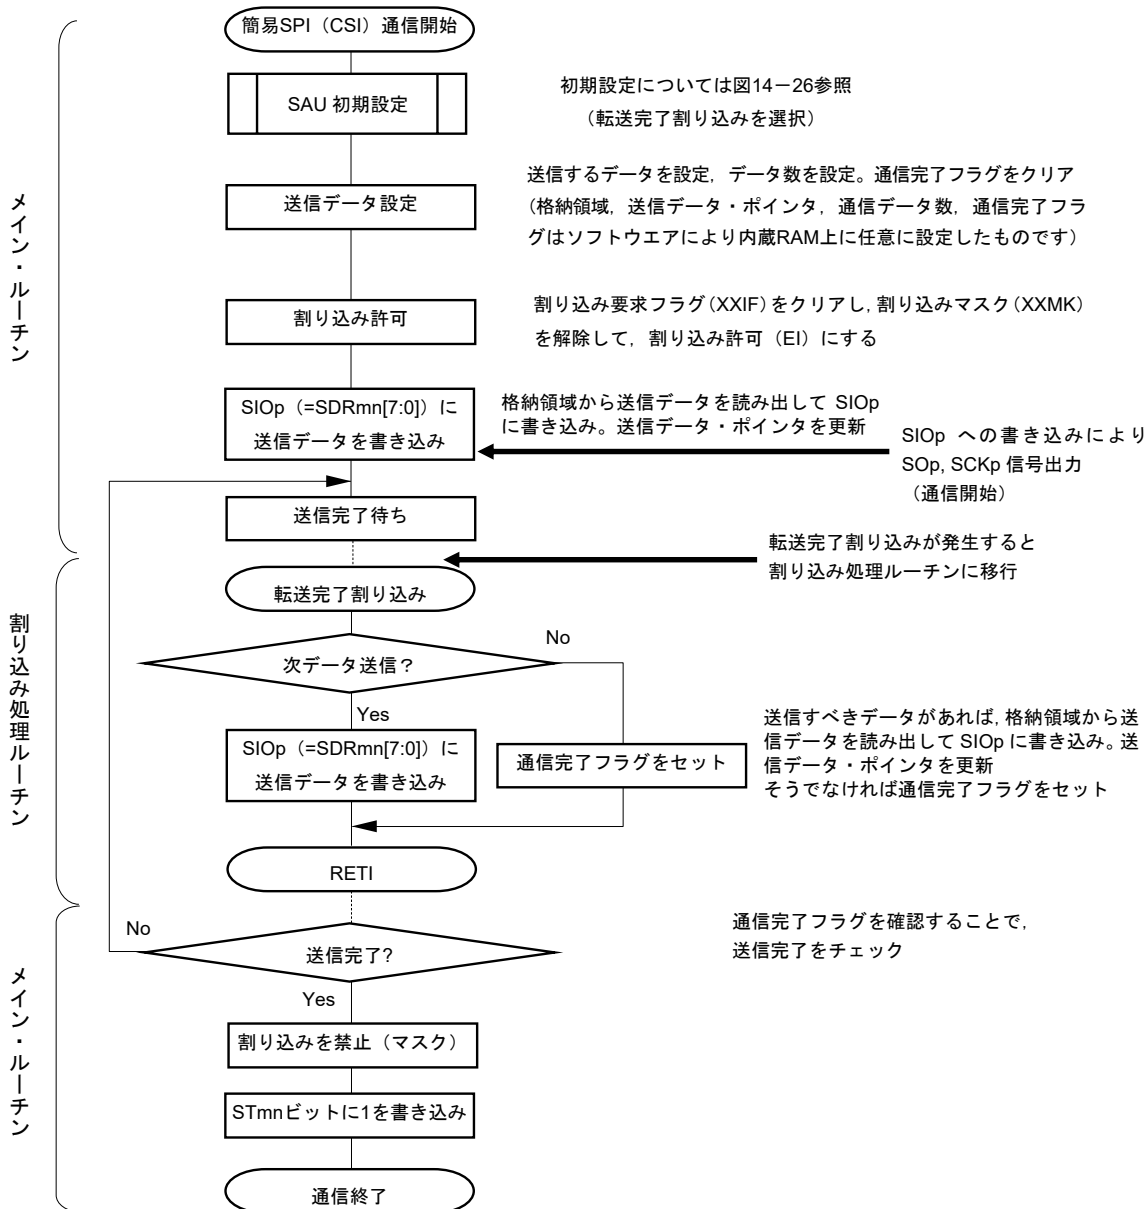 簡易SPI（CSI）通信開始
SAU 初期設定
初期設定については図14－26参照
（転送完了割り込みを選択）
メイン・ルーチン
送信データ設定
送信するデータを設定，データ数を設定。通信完了フラグをクリア
（格納領域，送信データ・ポインタ，通信データ数，通信完了フラ
グはソフトウエアにより内蔵RAM上に任意に設定したものです）
割り込み許可
割り込み要求フラグ（XXIF）をクリアし，割り込みマスク（XXMK）
を解除して，割り込み許可（EI）にする
SIOp（=SDRmn[7:0]）に
送信データを書き込み
格納領域から送信データを読み出して SIOp
に書き込み。送信データ・ポインタを更新
SIOp への書き込みにより
SOp, SCKp 信号出力
（通信開始）
送信完了待ち
転送完了割り込みが発生すると
割り込み処理ルーチンに移行
割り込み処理ルーチン
転送完了割り込み
次データ送信？
No
Yes
SIOp（=SDRmn[7:0]）に
送信データを書き込み
通信完了フラグをセット
送信すべきデータがあれば，格納領域から送
信データを読み出して SIOp に書き込み。送
信データ・ポインタを更新
そうでなければ通信完了フラグをセット
RETI
メイン・ルーチン
No
送信完了?
Yes
通信完了フラグを確認することで，
送信完了をチェック
割り込みを禁止（マスク）
STmnビットに1を書き込み
通信終了